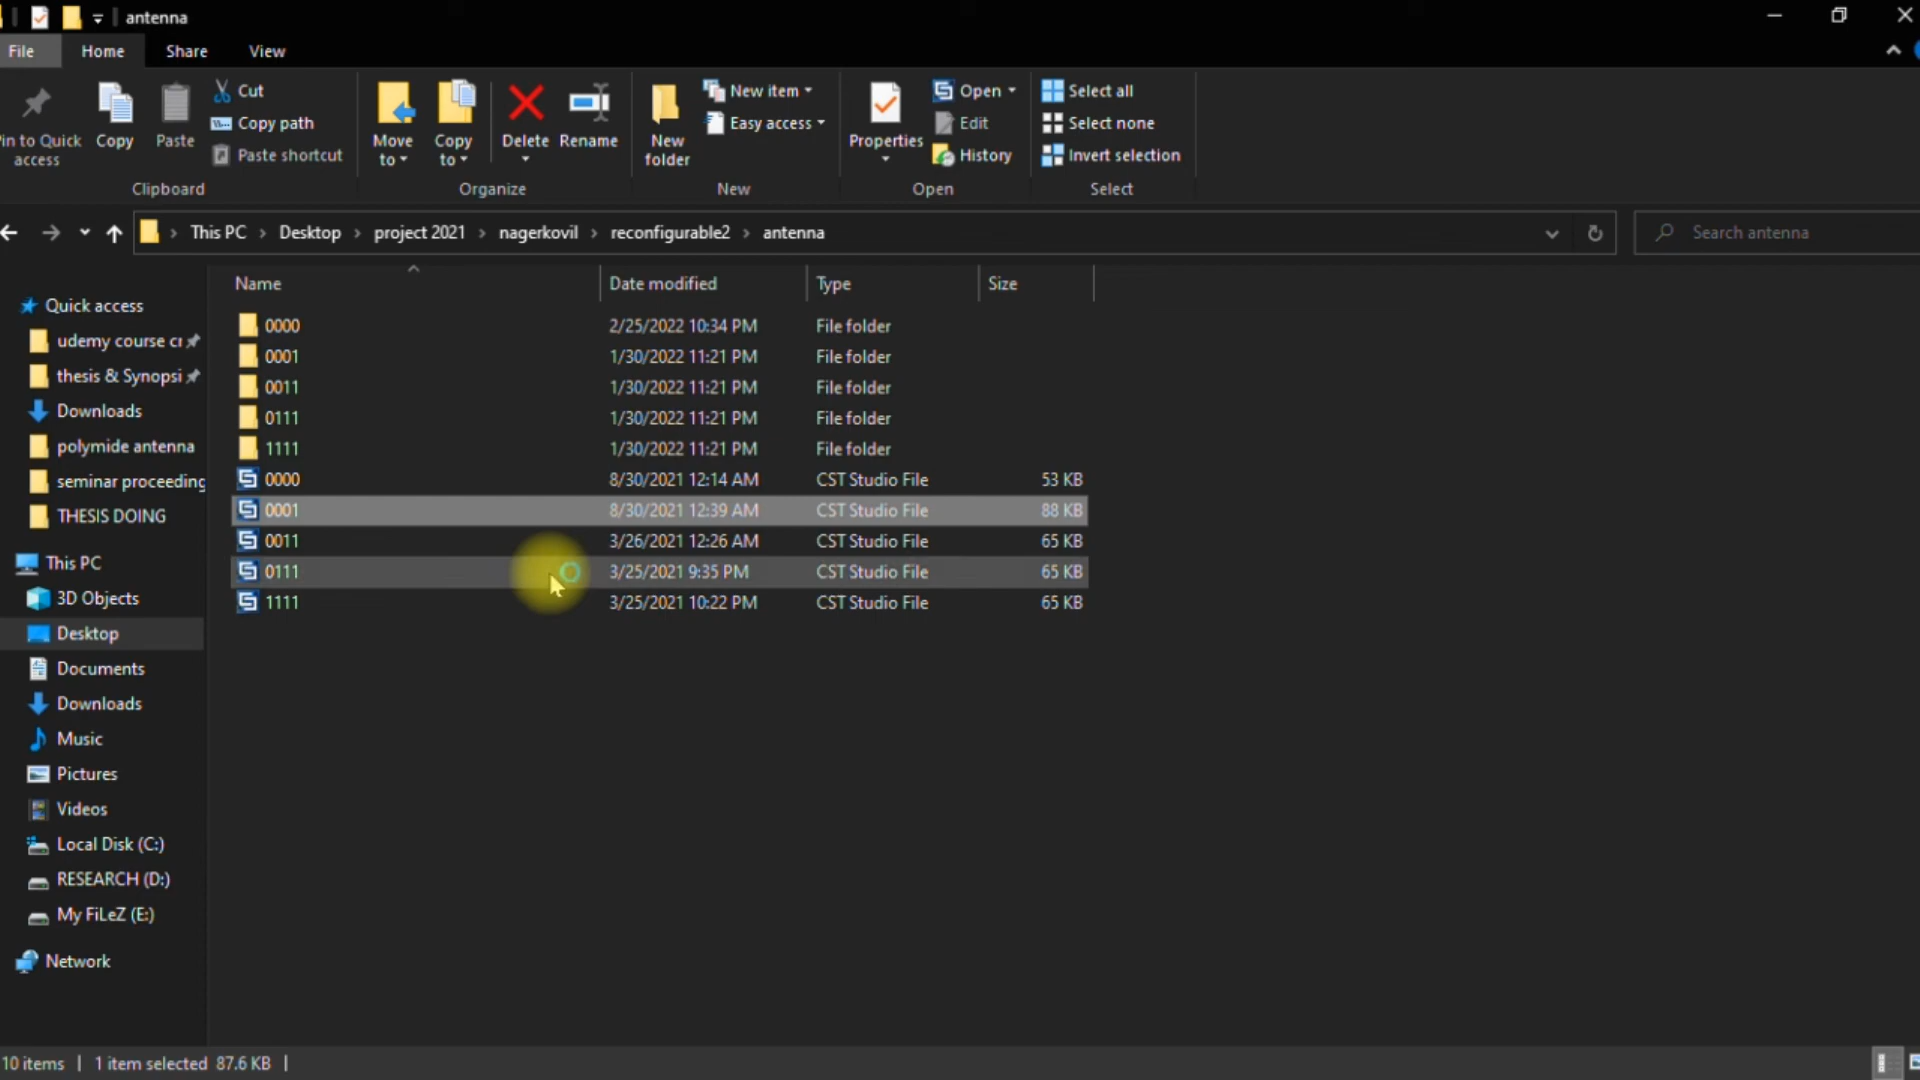 antenna
File Home Share View
in to Quick access
Copy
Paste
Cut
Copy path
Paste shortcut
Clipboard
Move to
Copy to
Delete
Rename
Organize
New folder
New item
Easy access
New
Properties
Open
Edit
History
Open
Select all
Select none
Invert selection
Select
This PC > Desktop > project 2021 > nagerkovil > reconfigurable2 > antenna
Search antenna
Name Date modified Type Size
0000 2/25/2022 10:34 PM File folder
0001 1/30/2022 11:21 PM File folder
0011 1/30/2022 11:21 PM File folder
0111 1/30/2022 11:21 PM File folder
1111 1/30/2022 11:21 PM File folder
0000 8/30/2021 12:14 AM CST Studio File 53 KB
0001 8/30/2021 12:39 AM CST Studio File 88 KB
0011 3/26/2021 12:26 AM CST Studio File 65 KB
0111 3/25/2021 9:35 PM CST Studio File 65 KB
1111 3/25/2021 10:22 PM CST Studio File 65 KB
Quick access
udemy course cr
thesis & Synopsi
Downloads
polymide antenna
seminar proceeding
THESIS DOING
This PC
3D Objects
Desktop
Documents
Downloads
Music
Pictures
Videos
Local Disk (C:)
RESEARCH (D:)
My FiLeZ (E:)
Network
10 items | 1 item selected 87.6 KB |